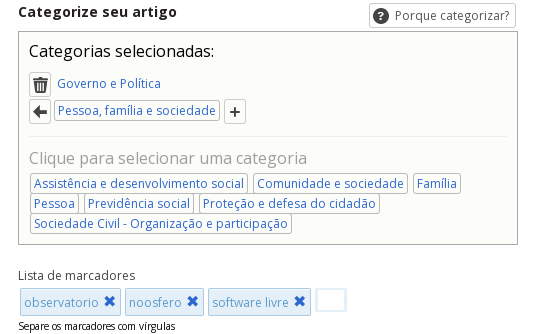 Categorize seu artigo
? Porque categorizar?
Categorias selecionadas:
Governo e Política
Pessoa, família e sociedade +
Clique para selecionar uma categoria
Assistência e desenvolvimento social Comunidade e sociedade Família
Pessoa Previdência social Proteção e defesa do cidadão
Sociedade Civil - Organização e participação
Lista de marcadores
observatorio ✖ noosfero ✖ software livre ✖
Separe os marcadores com vírgulas